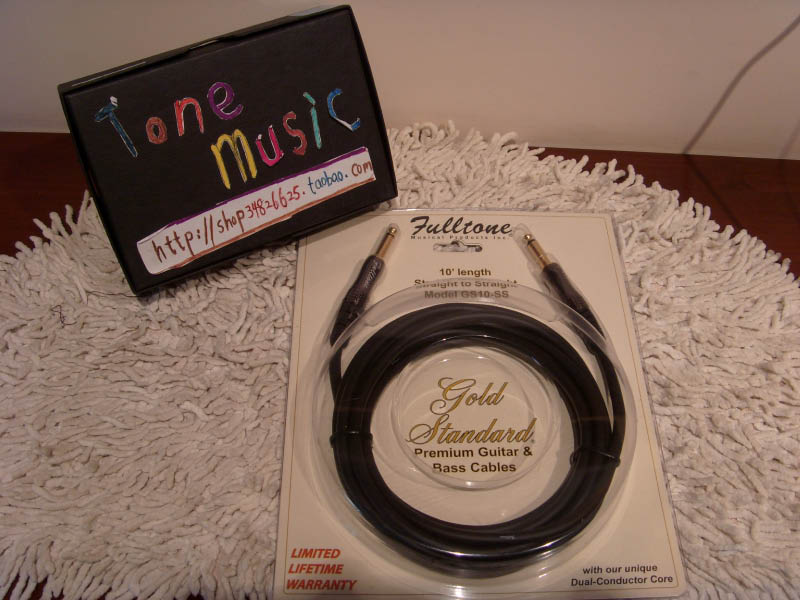 Tone
music
http://shop34826625.taobao.com
Fulltone
Musical Products Inc.
10' length
Straight to Straight
Model GS10-SS
Gold
Standard
Premium Guitar &
Bass Cables
LIMITED
LIFETIME
WARRANTY
with our unique
Dual-Conductor Core